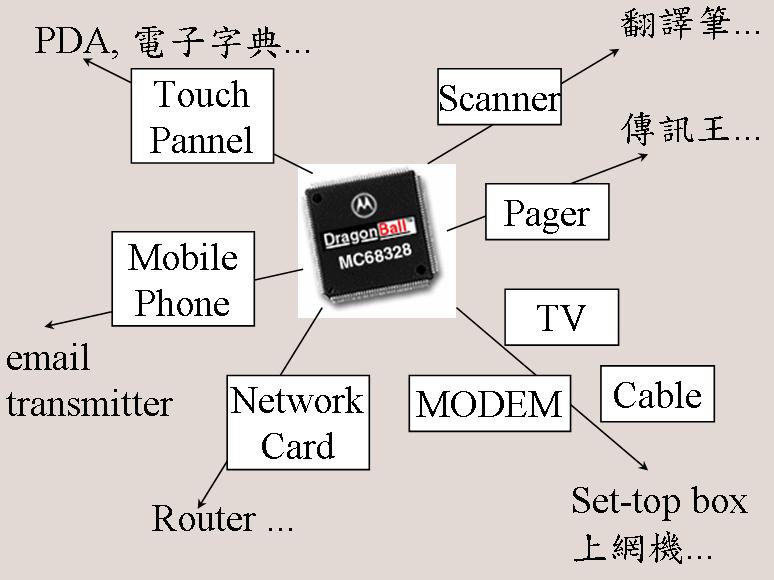 PDA, 電子字典...
翻譯筆...
Touch
Pannel
Scanner
傳訊王...
Pager
DragonBall™
MC68328
Mobile
Phone
TV
email
transmitter
Network
Card
MODEM
Cable
Router ...
Set-top box
上網機...